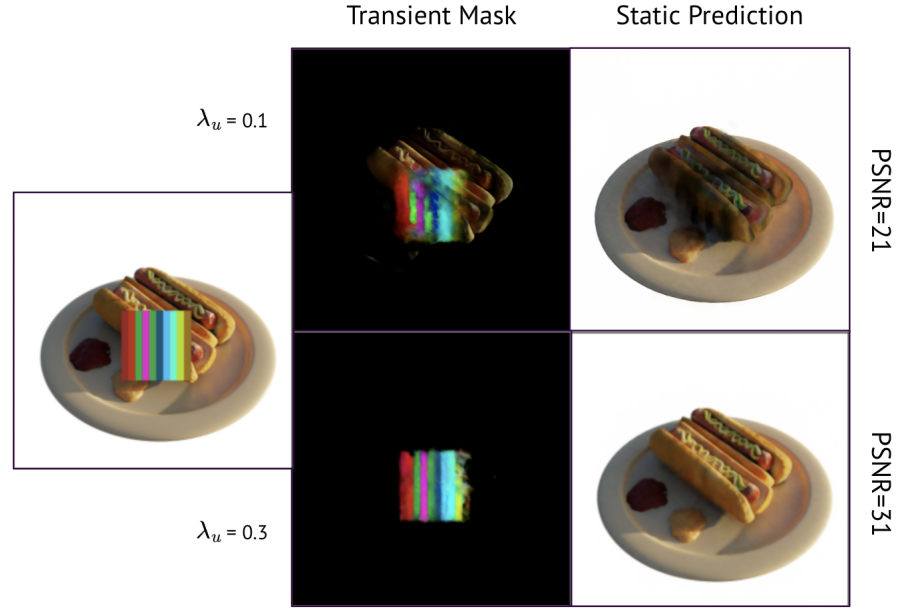 Transient Mask
Static Prediction
λᵤ = 0.1
PSNR=21
λᵤ = 0.3
PSNR=31